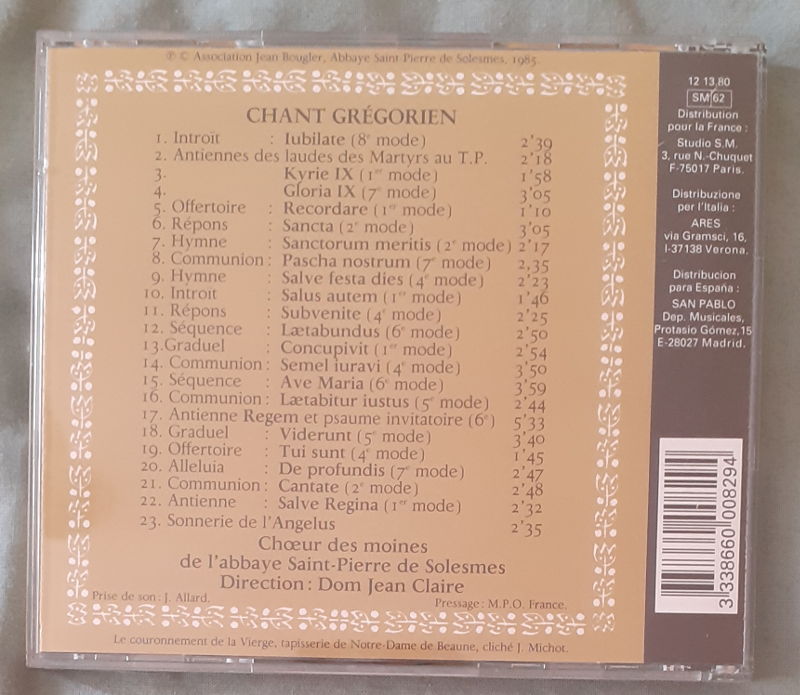 ℗ © Association Jean Bougler, Abbaye Saint-Pierre de Solesmes, 1985.
CHANT GRÉGORIEN
1. Introït : Iubilate (8e mode) 2'39
2. Antiennes des laudes des Martyrs au T.P. 2'18
3. Kyrie IX (1er mode) 1'58
4. Gloria IX (7e mode) 3'05
5. Offertoire : Recordare (1er mode) 1'10
6. Répons : Sancta (2e mode) 3'05
7. Hymne : Sanctorum meritis (2e mode) 2'17
8. Communion : Pascha nostrum (7e mode) 2,35
9. Hymne : Salve festa dies (4e mode) 2'23
10. Introit : Salus autem (1er mode) 1'46
11. Répons : Subvenite (4e mode) 2'25
12. Séquence : Lætabundus (6e mode) 2'50
13.Graduel : Concupivit (1er mode) 2'54
14. Communion : Semel iuravi (4e mode) 3'50
15. Séquence : Ave Maria (6e mode) 3'59
16. Communion : Lætabitur iustus (5e mode) 2'44
17. Antienne Regem et psaume invitatoire (6e) 5'33
18. Graduel : Viderunt (5e mode) 3'40
19. Offertoire : Tui sunt (4e mode) 1'45
20. Alleluia : De profundis (7e mode) 2'47
21. Communion : Cantate (2e mode) 2'48
22. Antienne : Salve Regina (1er mode) 2'32
23. Sonnerie de l'Angelus 2'35
Chœur des moines
de l'abbaye Saint-Pierre de Solesmes
Direction : Dom Jean Claire
Prise de son : J. Allard.
Pressage : M.P.O. France.
Le couronnement de la Vierge, tapisserie de Notre-Dame de Beaune, cliché J. Michot.
12 13.80
SM 62
Distribution
pour la France :
Studio S.M.
3, rue N.-Chuquet
F-75017 Paris.
Distribuzione
per l'Italia :
ARES
via Gramsci, 16,
I-37138 Verona.
Distribucion
para España :
SAN PABLO
Dep. Musicales,
Protasio Gómez,15
E-28027 Madrid.
3 338660 008294